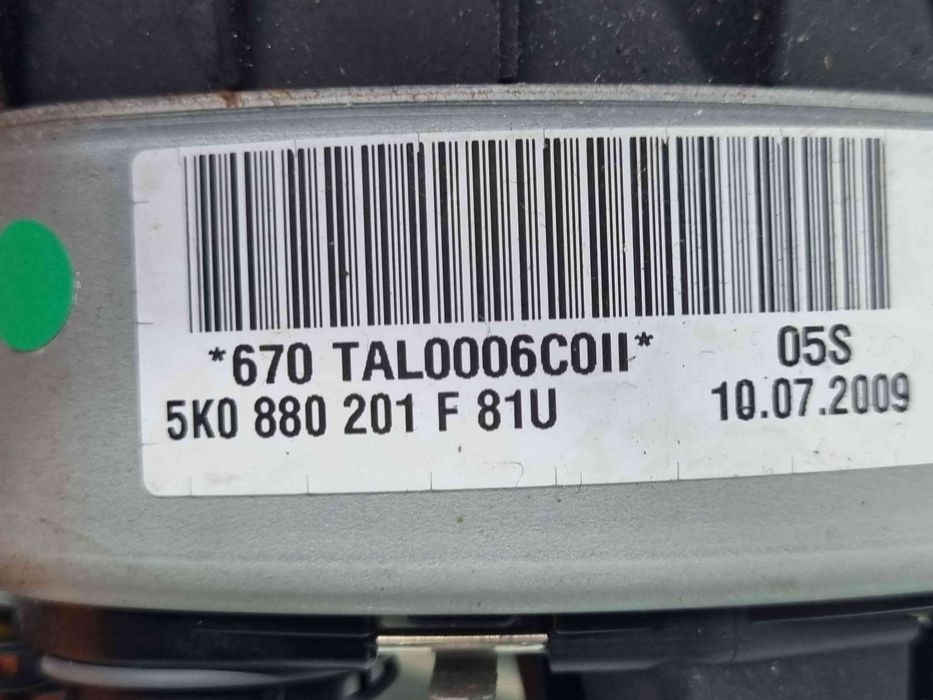 *670 TAL0006C0II* 05S
5K0 880 201 F 81U 10.07.2009